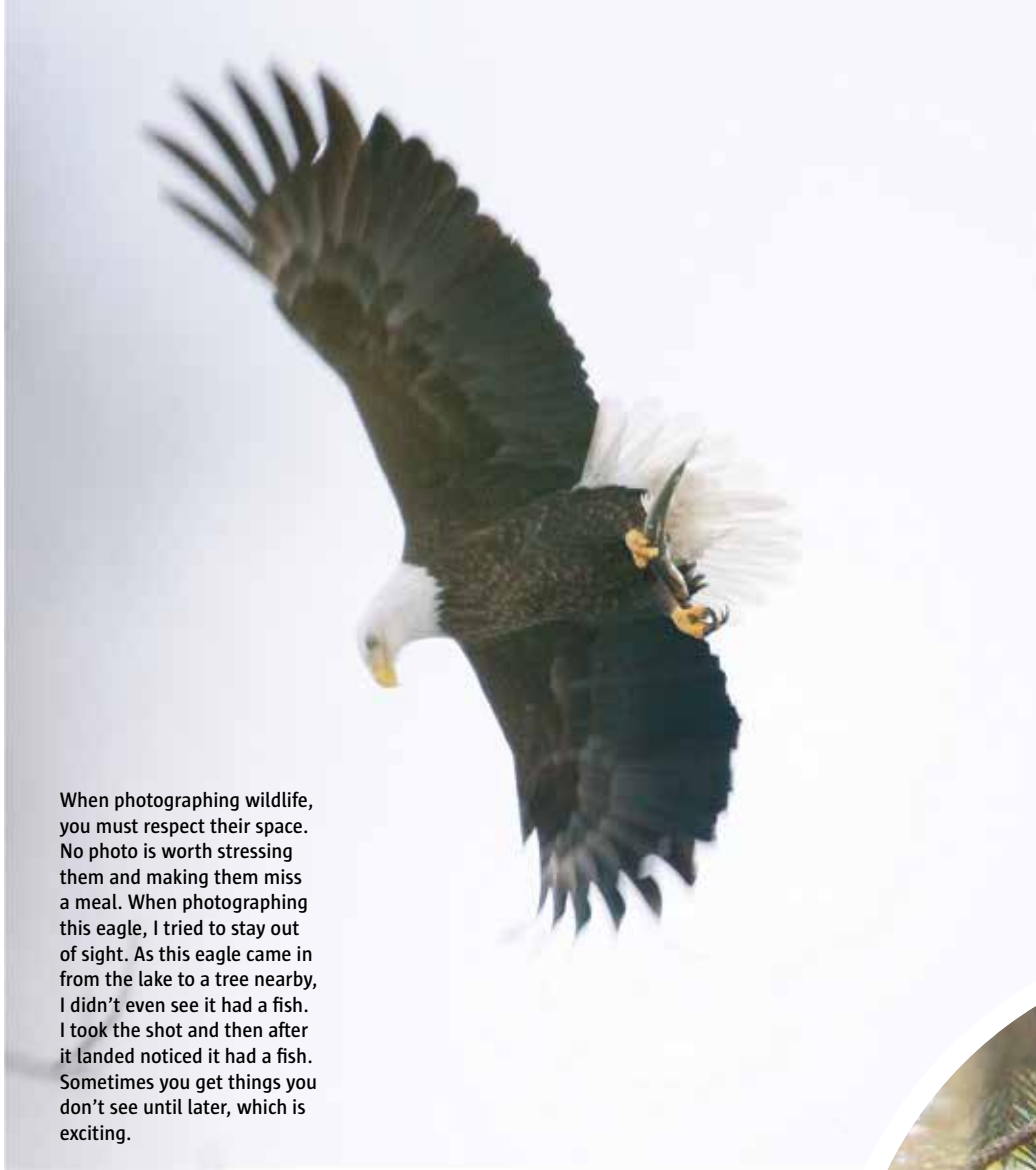 When photographing wildlife,
you must respect their space.
No photo is worth stressing
them and making them miss
a meal. When photographing
this eagle, I tried to stay out
of sight. As this eagle came in
from the lake to a tree nearby,
I didn’t even see it had a fish.
I took the shot and then after
it landed noticed it had a fish.
Sometimes you get things you
don’t see until later, which is
exciting.